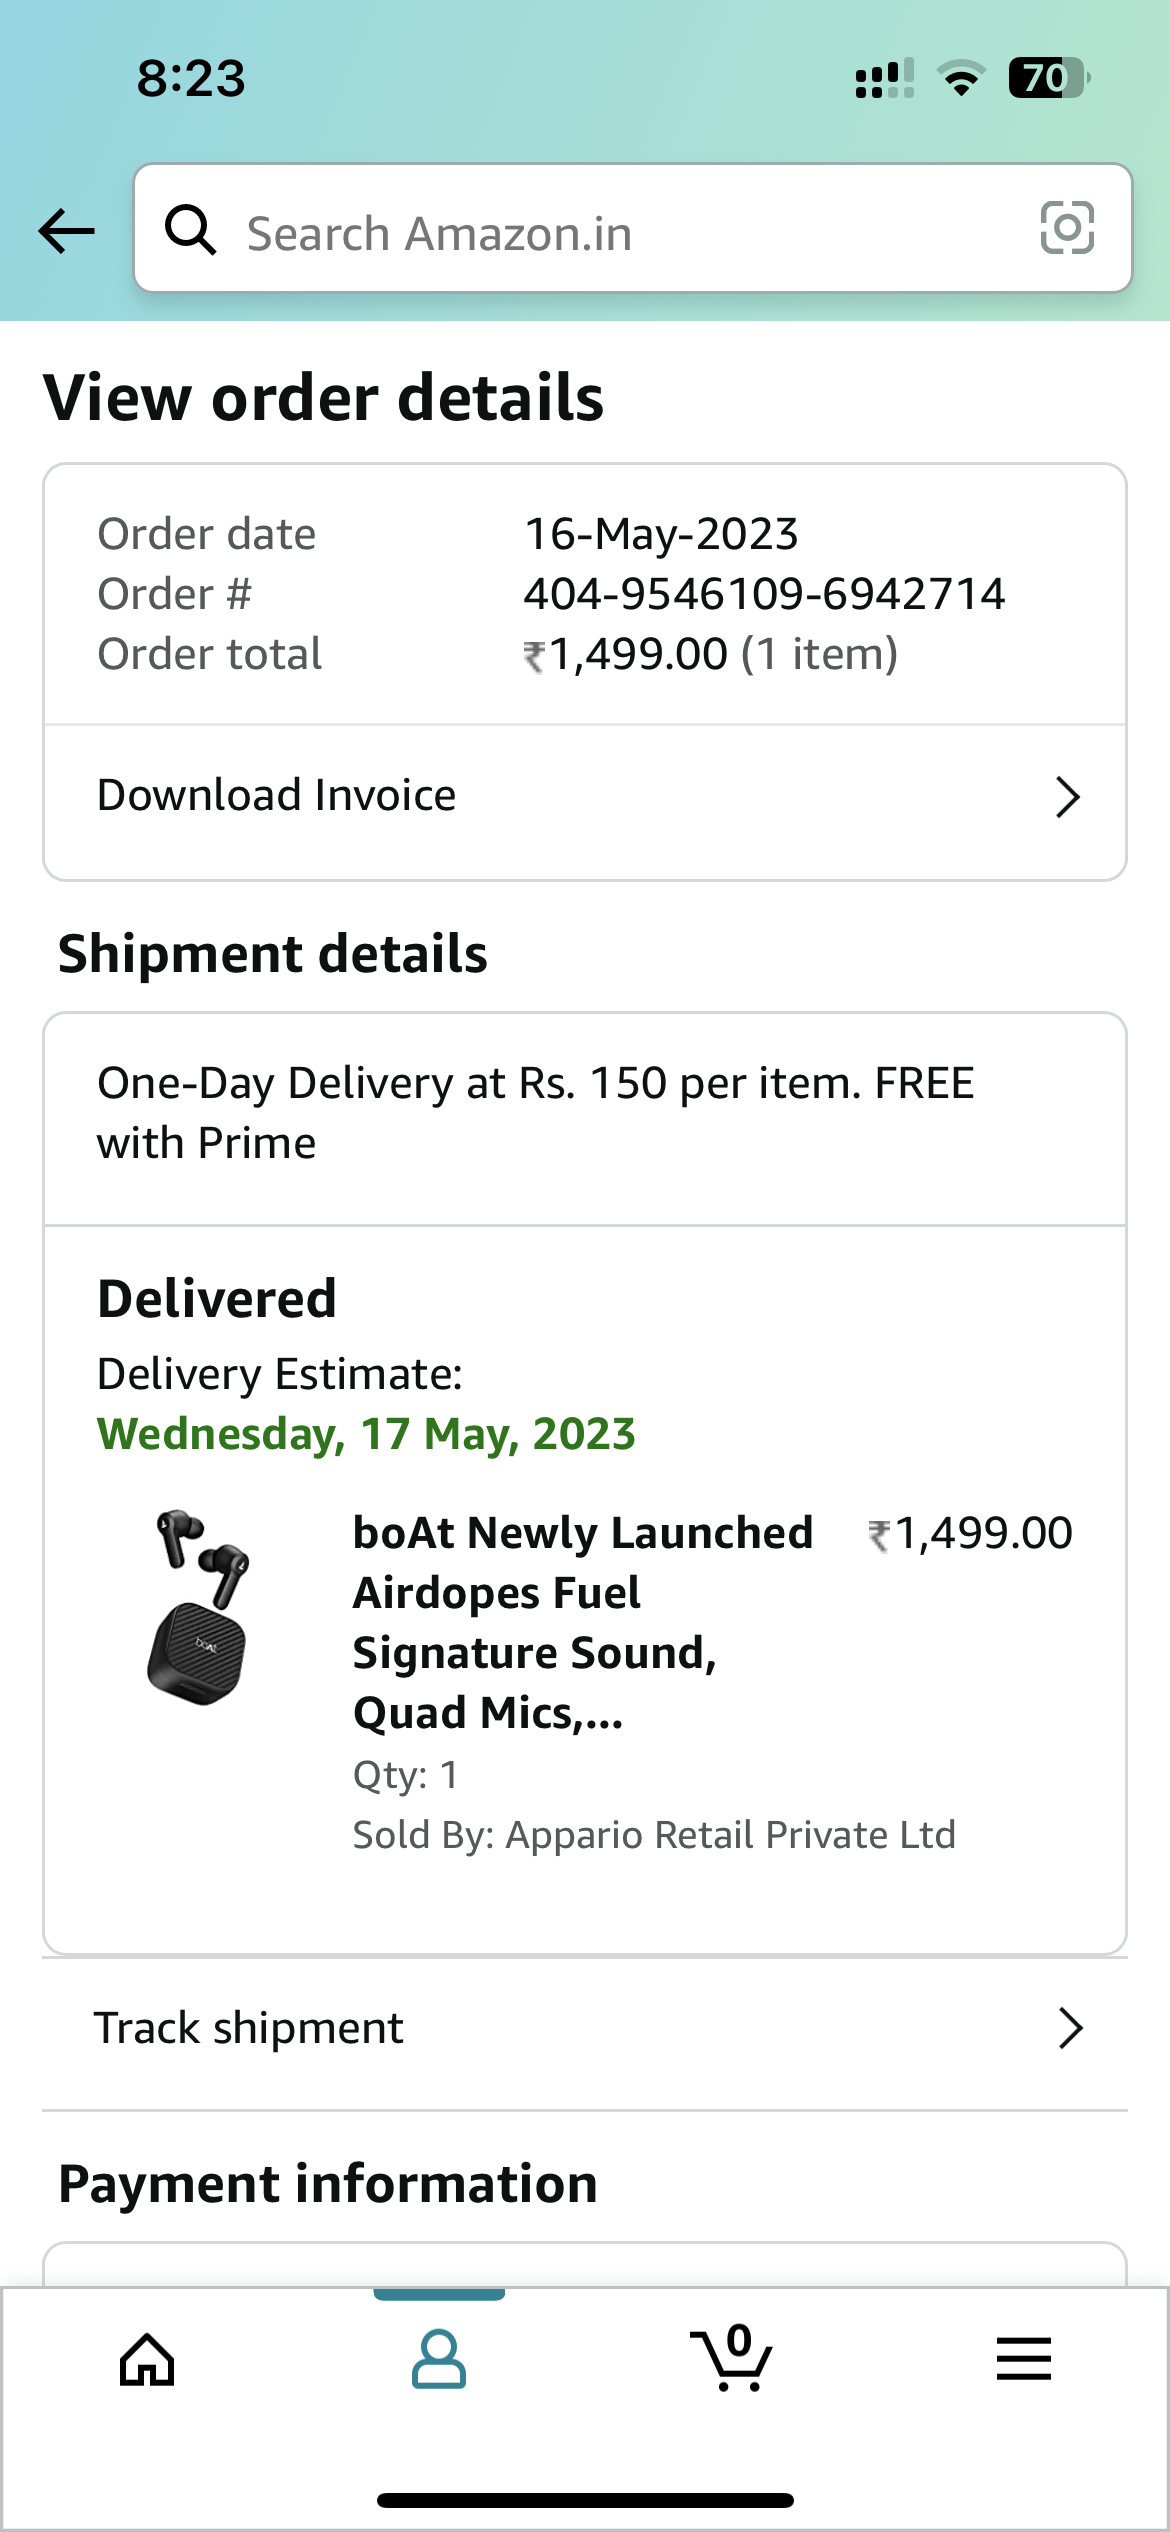 8:23
70
Search Amazon.in
View order details
Order date 16-May-2023
Order # 404-9546109-6942714
Order total ₹1,499.00 (1 item)
Download Invoice
Shipment details
One-Day Delivery at Rs. 150 per item. FREE
with Prime
Delivered
Delivery Estimate:
Wednesday, 17 May, 2023
boAt Newly Launched ₹1,499.00
Airdopes Fuel
Signature Sound,
Quad Mics,...
Qty: 1
Sold By: Appario Retail Private Ltd
boAt
Track shipment
Payment information
0